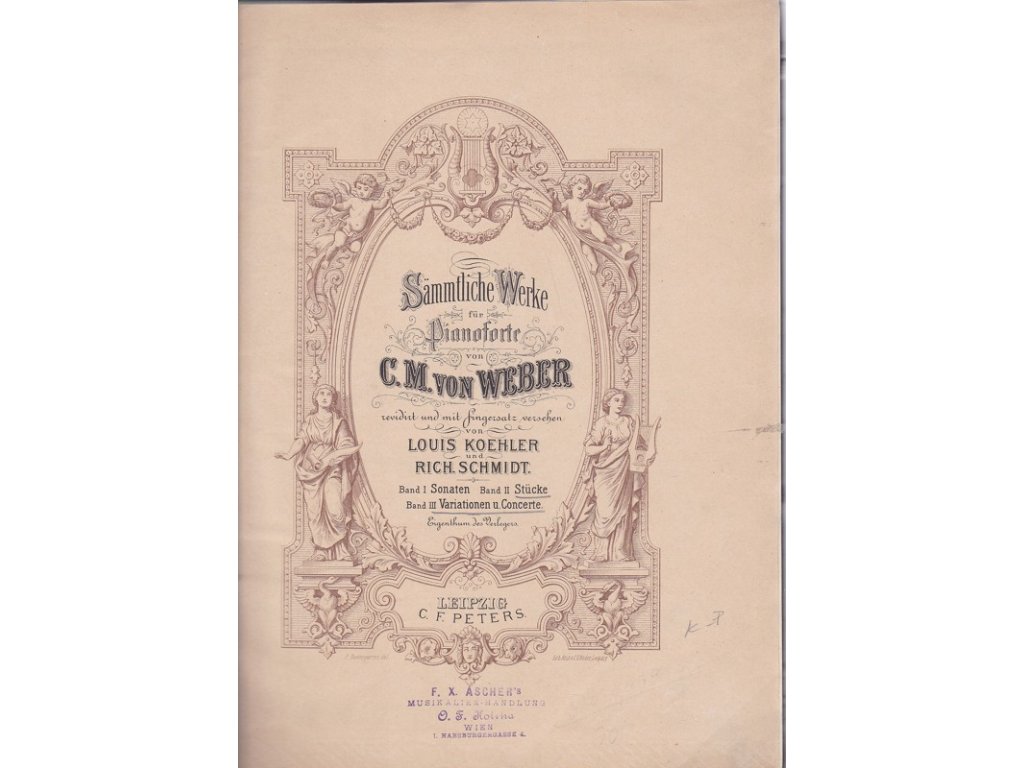 Sämmtliche Werke
für
Pianoforte
von
C. M. VON WEBER
revidirt und mit Fingersatz versehen
von
LOUIS KOEHLER
und
RICH. SCHMIDT.
Band I Sonaten Band II Stücke
Band III Variationen u. Concerte.
Eigenthum des Verlegers.
LEIPZIG
C. F. PETERS.
F. X. ASCHER's
MUSIKALIEN-HANDLUNG
O. F.
WIEN
I.